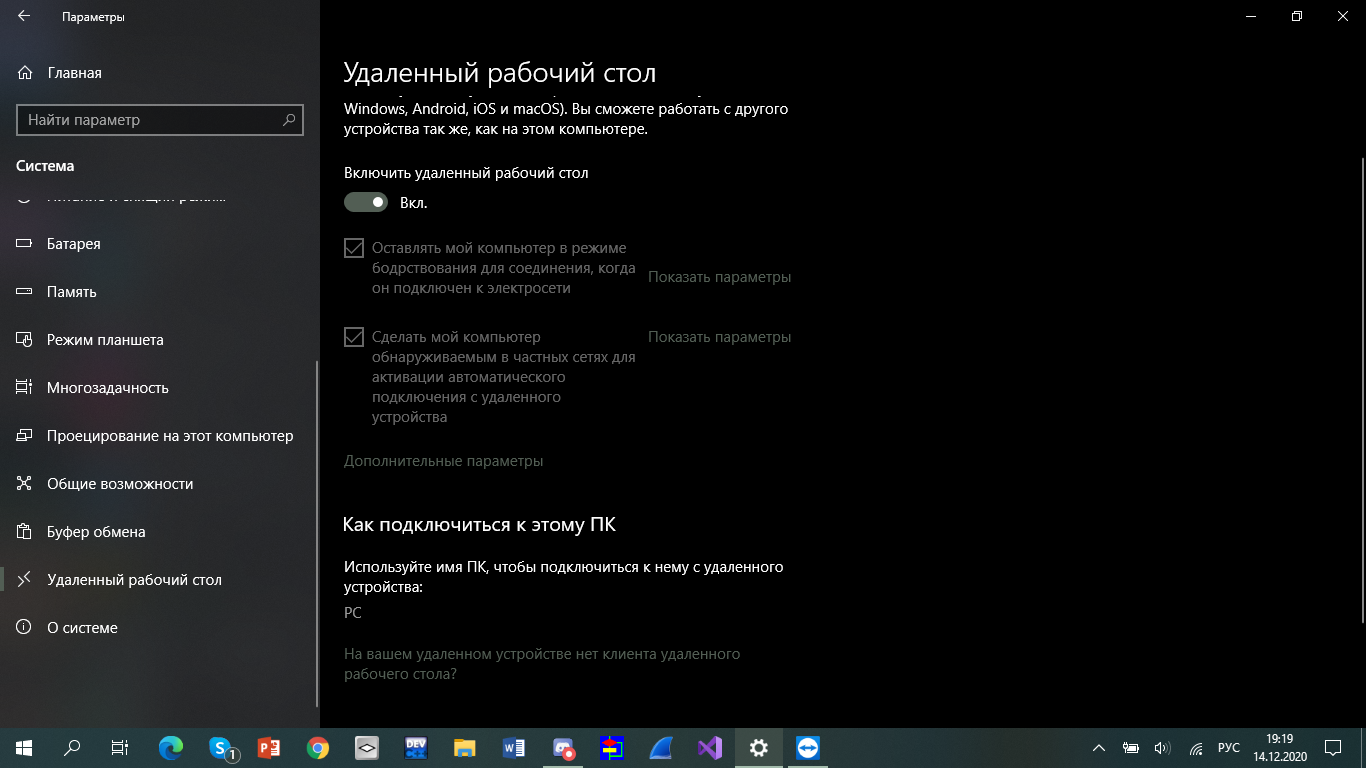 Параметры
Главная
Найти параметр
Система
Батарея
Память
Режим планшета
Многозадачность
Проецирование на этот компьютер
Общие возможности
Буфер обмена
Удаленный рабочий стол
О системе
Удаленный рабочий стол
Windows, Android, iOS и macOS). Вы сможете работать с другого
устройства так же, как на этом компьютере.
Включить удаленный рабочий стол
Вкл.
Оставлять мой компьютер в режиме
бодрствования для соединения, когда
он подключен к электросети
Показать параметры
Сделать мой компьютер
обнаруживаемым в частных сетях для
активации автоматического
подключения с удаленного
устройства
Показать параметры
Дополнительные параметры
Как подключиться к этому ПК
Используйте имя ПК, чтобы подключиться к нему с удаленного
устройства:
PC
На вашем удаленном устройстве нет клиента удаленного
рабочего стола?
1
DEV
РУС
19:19
14.12.2020